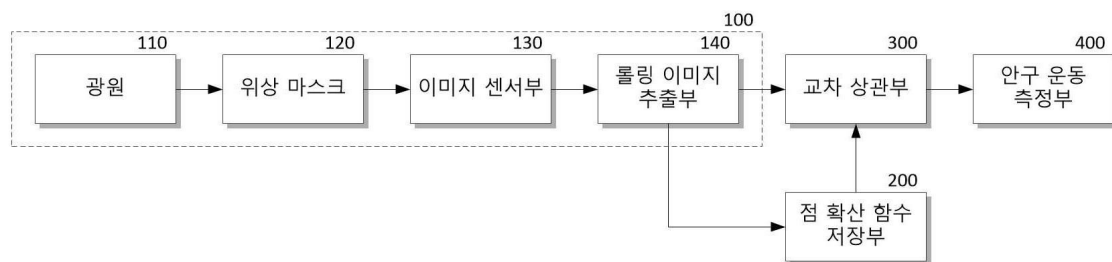 100
110
120
130
140
300
400
광원
위상 마스크
이미지 센서부
롤링 이미지
추출부
교차 상관부
안구 운동
측정부
200
점 확산 함수
저장부